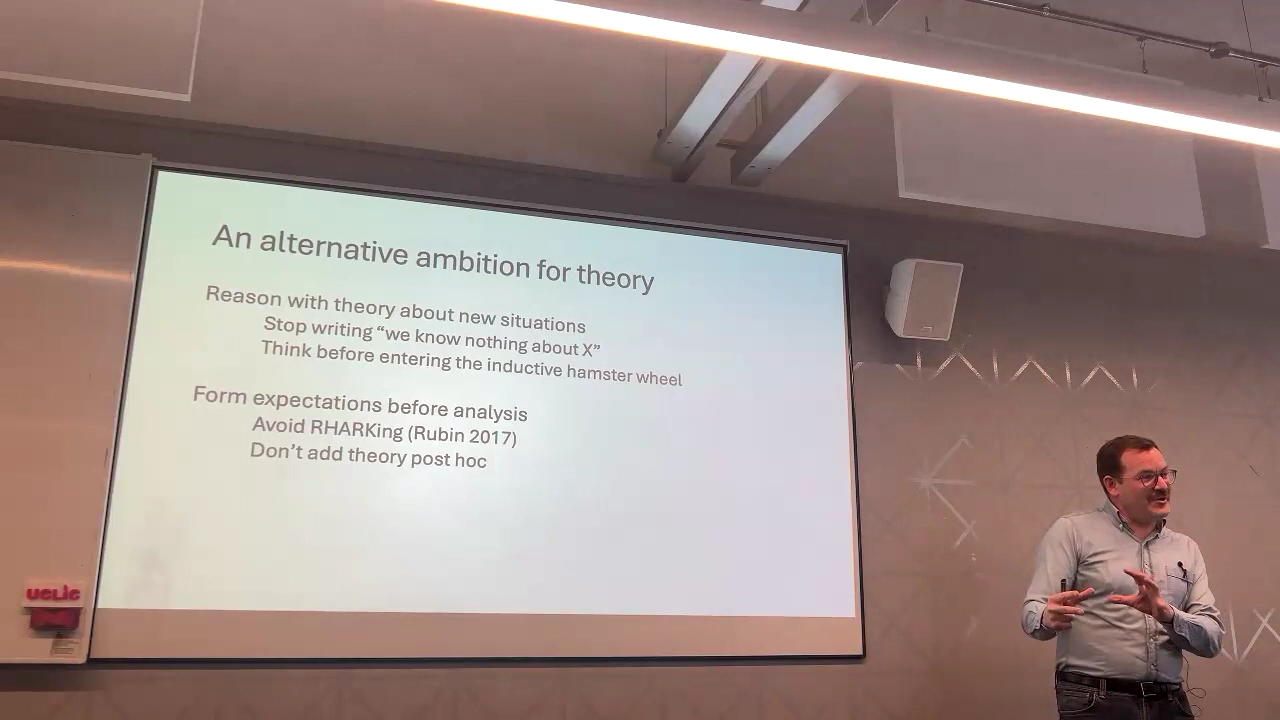 An alternative ambition for theory
Reason with theory about new situations
Stop writing “we know nothing about X”
Think before entering the inductive hamster wheel
Form expectations before analysis
Avoid RHARKing (Rubin 2017)
Don’t add theory post hoc
UCLIC